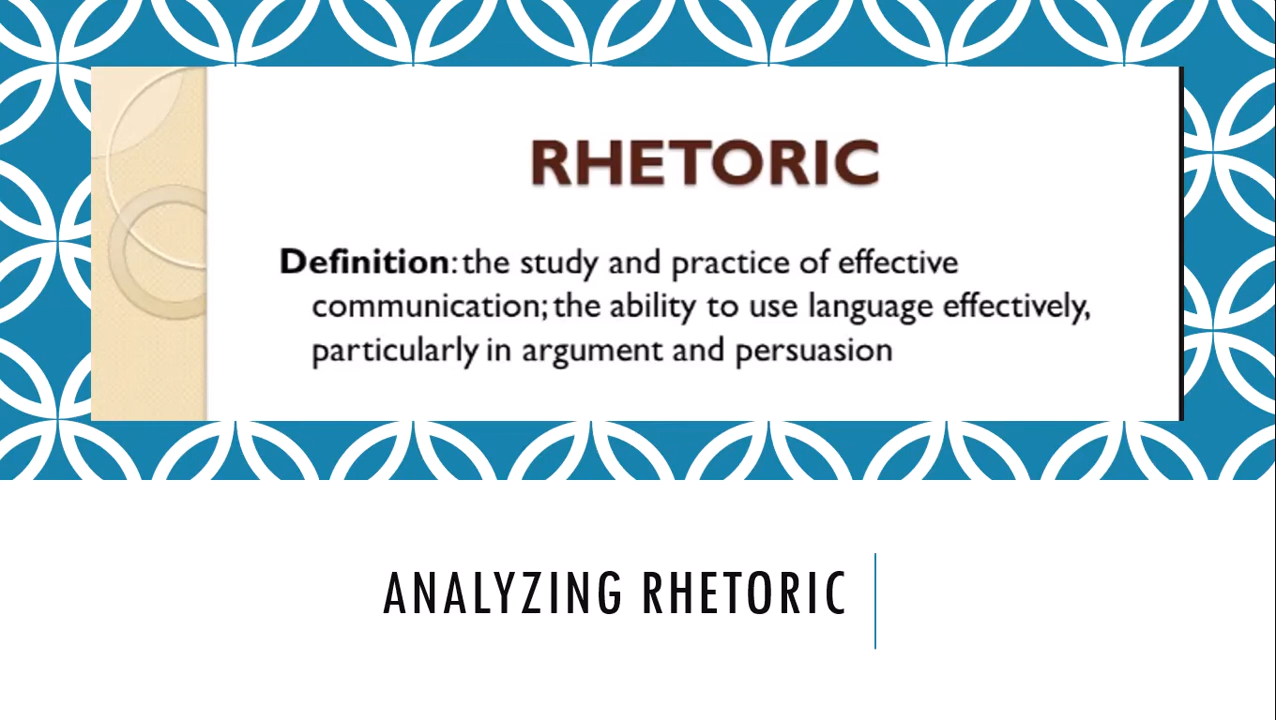 RHETORIC
Definition: the study and practice of effective
communication; the ability to use language effectively,
particularly in argument and persuasion
ANALYZING RHETORIC